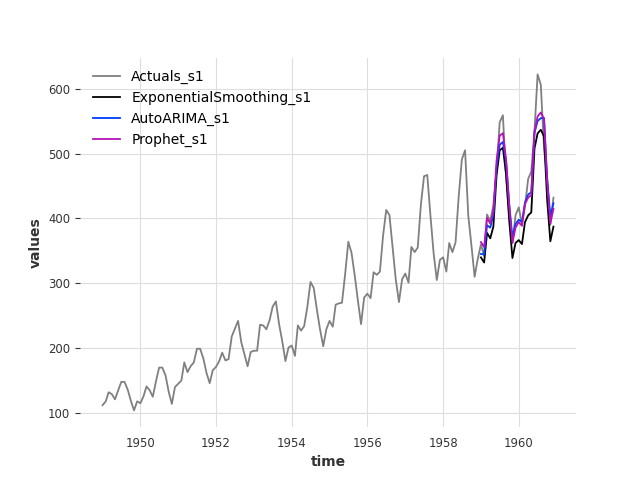 Actuals_s1
ExponentialSmoothing_s1
AutoARIMA_s1
Prophet_s1
values
600
500
400
300
200
100
1950
1952
1954
1956
1958
1960
time